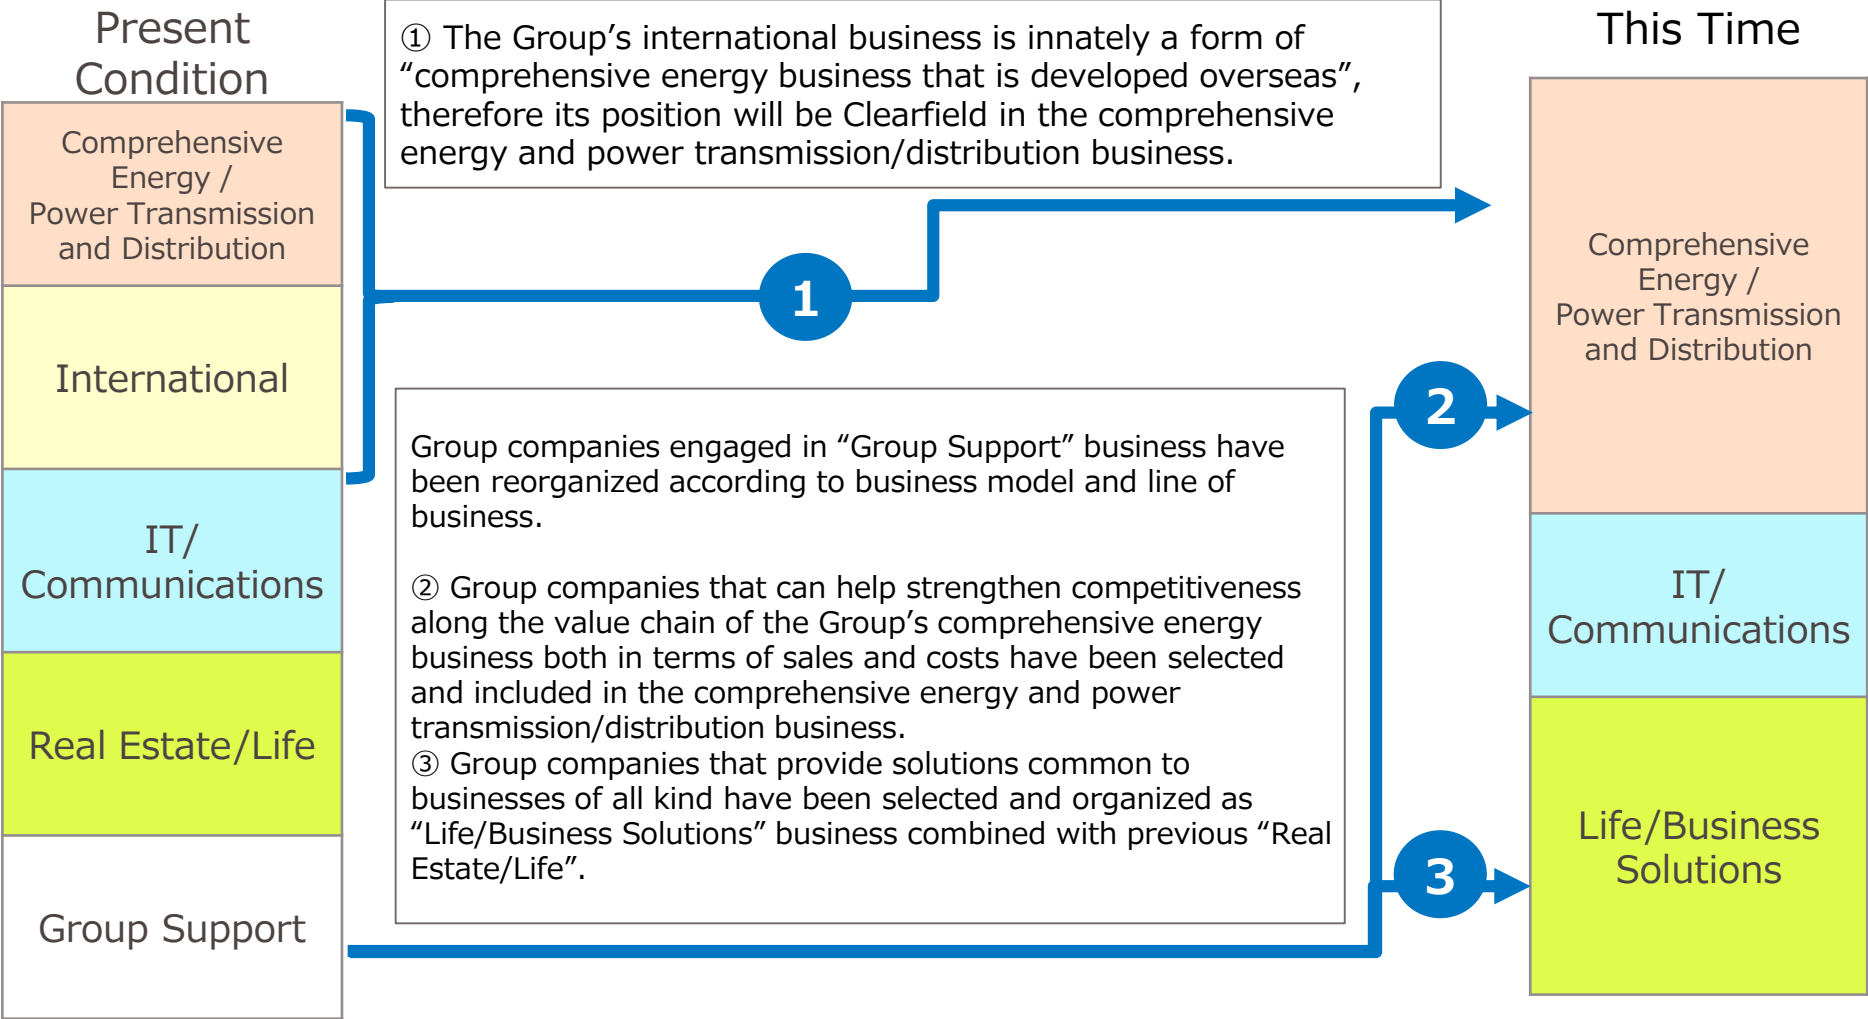 Present
Condition
Comprehensive
Energy /
Power Transmission
and Distribution
International
IT/
Communications
Real Estate/Life
Group Support
① The Group’s international business is innately a form of
“comprehensive energy business that is developed overseas”,
therefore its position will be Clearfield in the comprehensive
energy and power transmission/distribution business.
1
Group companies engaged in “Group Support” business have
been reorganized according to business model and line of
business.
② Group companies that can help strengthen competitiveness
along the value chain of the Group’s comprehensive energy
business both in terms of sales and costs have been selected
and included in the comprehensive energy and power
transmission/distribution business.
③ Group companies that provide solutions common to
businesses of all kind have been selected and organized as
“Life/Business Solutions” business combined with previous “Real
Estate/Life”.
2
3
This Time
Comprehensive
Energy /
Power Transmission
and Distribution
IT/
Communications
Life/Business
Solutions